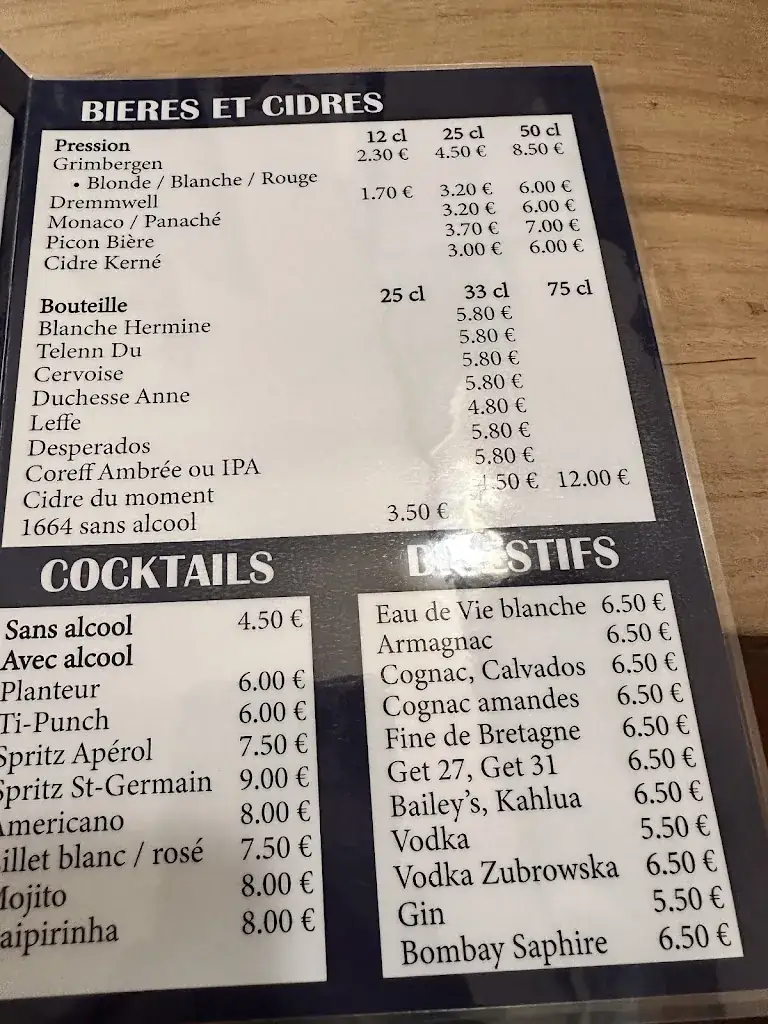 BIERES ET CIDRES
Pression 12 cl 25 cl 50 cl
Grimbergen 2.30 € 4.50 € 8.50 €
• Blonde / Blanche / Rouge
Dremmwell 1.70 € 3.20 € 6.00 €
Monaco / Panaché 3.20 € 6.00 €
Picon Bière 3.70 € 7.00 €
Cidre Kerné 3.00 € 6.00 €
Bouteille 25 cl 33 cl 75 cl
Blanche Hermine 5.80 €
Telenn Du 5.80 €
Cervoise 5.80 €
Duchesse Anne 5.80 €
Leffe 4.80 €
Desperados 5.80 €
Coreff Ambrée ou IPA 5.80 €
Cidre du moment .50 € 12.00 €
1664 sans alcool 3.50 €
COCKTAILS
Sans alcool 4.50 €
Avec alcool
Planteur 6.00 €
Ti-Punch 6.00 €
Spritz Apérol 7.50 €
Spritz St-Germain 9.00 €
Americano 8.00 €
illet blanc / rosé 7.50 €
Mojito 8.00 €
aipirinha 8.00 €
DIGESTIFS
Eau de Vie blanche 6.50 €
Armagnac 6.50 €
Cognac, Calvados 6.50 €
Cognac amandes 6.50 €
Fine de Bretagne 6.50 €
Get 27, Get 31 6.50 €
Bailey's, Kahlua 6.50 €
Vodka 5.50 €
Vodka Zubrowska 6.50 €
Gin 5.50 €
Bombay Saphire 6.50 €